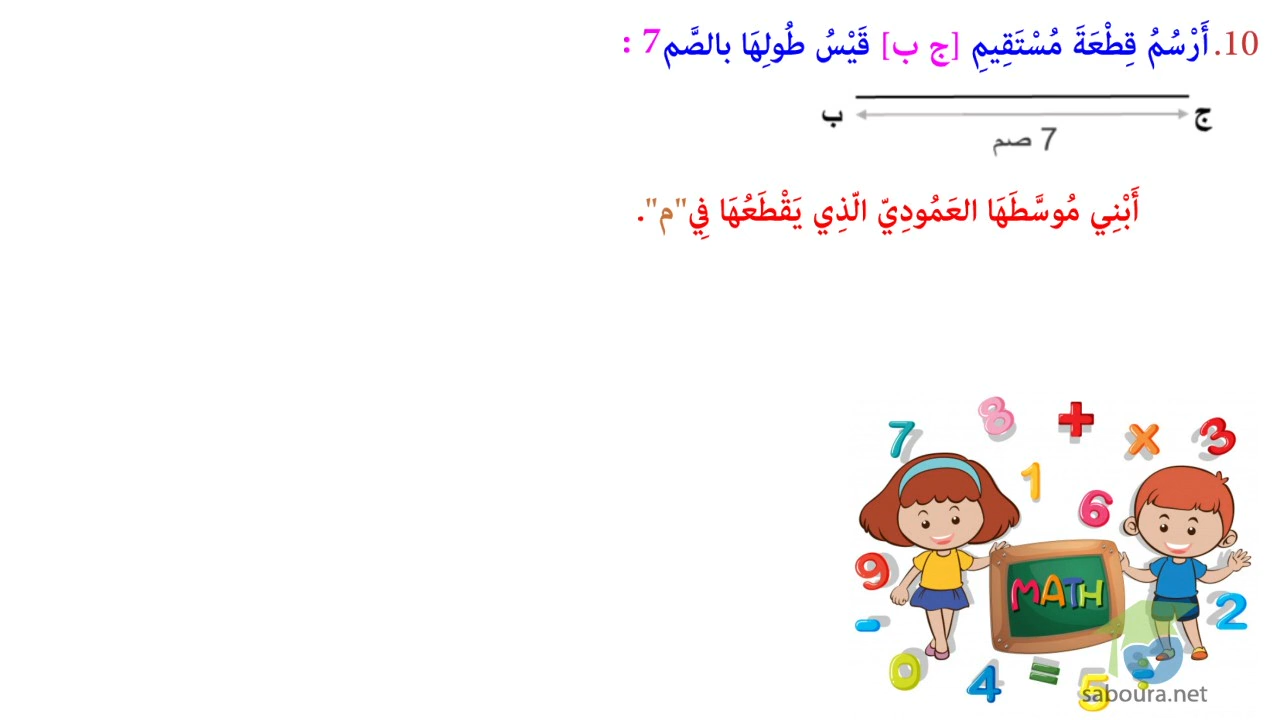 10. أَرْسُمُ قِطْعَةَ مُسْتَقِيمِ [ج ب] قَيْسُ طُولِهَا بالصَّم 7 :
ج ب
7 صم
أَبْنِي مُوسَّطَهَا العَمُودِيّ الّذِي يَقْطَعُهَا فِي "م".
7 8 + x 3
1 6
9 MATH
- 2
0 4 = 5 ÷
saboura.net